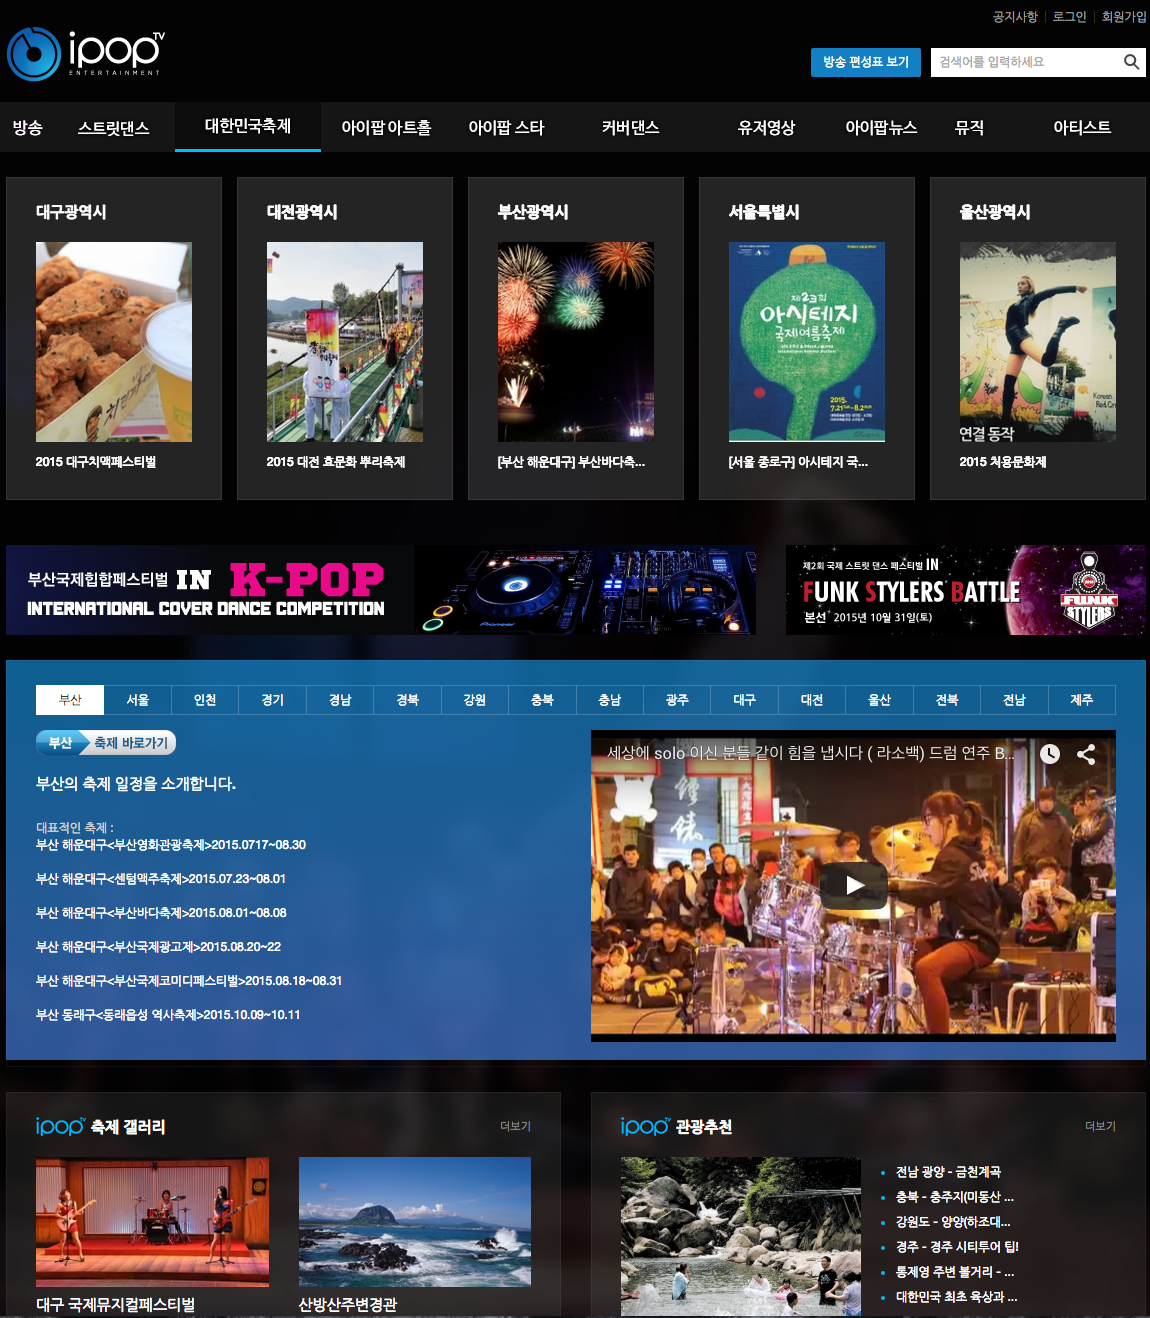 공지사항 로그인 회원가입
ipop TV
ENTERTAINMENT
방송 편성표 보기
검색어를 입력하세요
방송 스트릿댄스 대한민국축제 아이팝 아트홀 아이팝 스타 커버댄스 유저영상 아이팝뉴스 뮤직 아티스트
대구광역시
2015 대구치맥페스티벌
대전광역시
2015 대전 효문화 뿌리축제
부산광역시
[부산 해운대구] 부산바다축...
서울특별시
제23회
아시테지
국제여름축제
2015.
7.21 - 8.2
[서울 종로구] 아시테지 국...
울산광역시
Korean
Red Cr
연결 동작
2015 처용문화제
부산국제힙합페스티벌 IN K-POP
INTERNATIONAL COVER DANCE COMPETITION
Pioneer
제2회 국제 스트릿 댄스 페스티벌 IN
FUNK STYLERS BATTLE
본선 2015년 10월 31일(토)
FUNK
STYLERS
부산 서울 인천 경기 경남 경북 강원 충북 충남 광주 대구 대전 울산 전북 전남 제주
부산 축제 바로가기
부산의 축제 일정을 소개합니다.
대표적인 축제 :
부산 해운대구<부산영화관광축제>2015.0717~08.30
부산 해운대구<센텀맥주축제>2015.07.23~08.01
부산 해운대구<부산바다축제>2015.08.01~08.08
부산 해운대구<부산국제광고제>2015.08.20~22
부산 해운대구<부산국제코미디페스티벌>2015.08.18~08.31
부산 동래구<동래읍성 역사축제>2015.10.09~10.11
세상에 solo 이신 분들 같이 힘을 냅시다 ( 라소백) 드럼 연주 B...
ipop TV 축제 갤러리 더보기
대구 국제뮤지컬페스티벌
산방산주변경관
ipop TV 관광추천 더보기
전남 광양 - 금천계곡
충북 - 충주지(미동산 ...
강원도 - 양양(하조대...
경주 - 경주 시티투어 팁!
통제영 주변 볼거리 - ...
대한민국 최초 육상과 ...